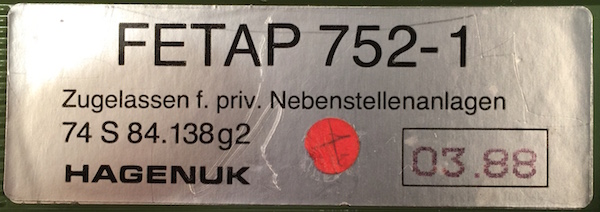 FETAP 752-1
Zugelassen f. priv. Nebenstellenanlagen
74 S 84.138g2
HAGENUK
03.88